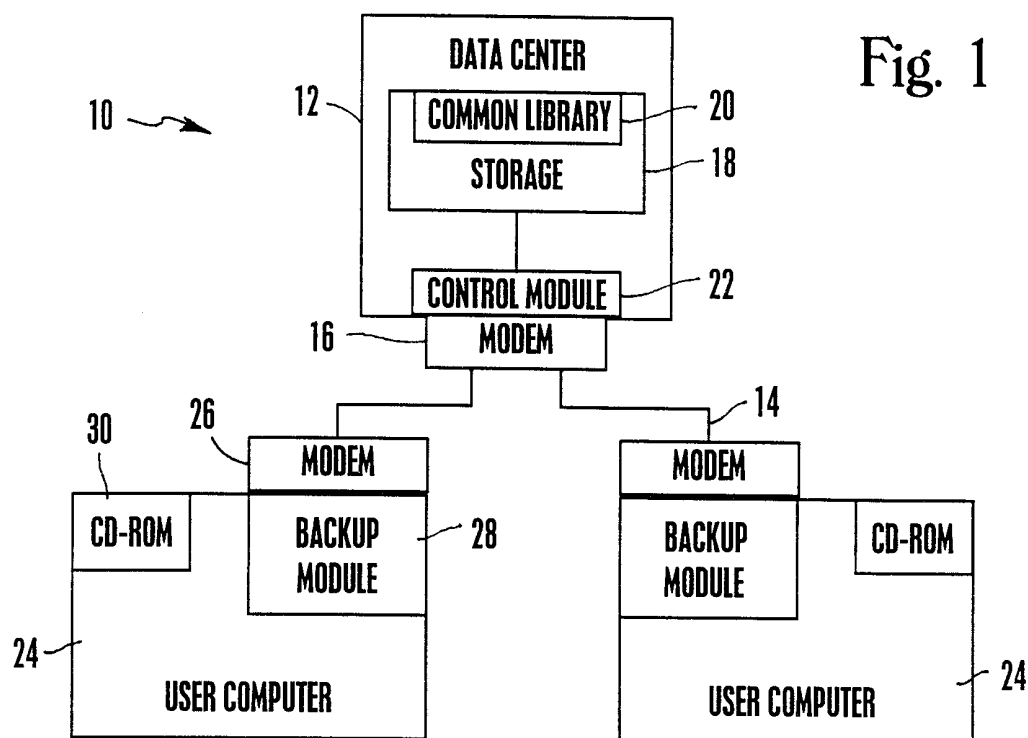 Fig. 1
DATA CENTER
10
12
COMMON LIBRARY
20
STORAGE
18
CONTROL MODULE
22
16
MODEM
14
30
26
MODEM
MODEM
CD-ROM
BACKUP
MODULE
28
BACKUP
MODULE
CD-ROM
24
USER COMPUTER
USER COMPUTER
24